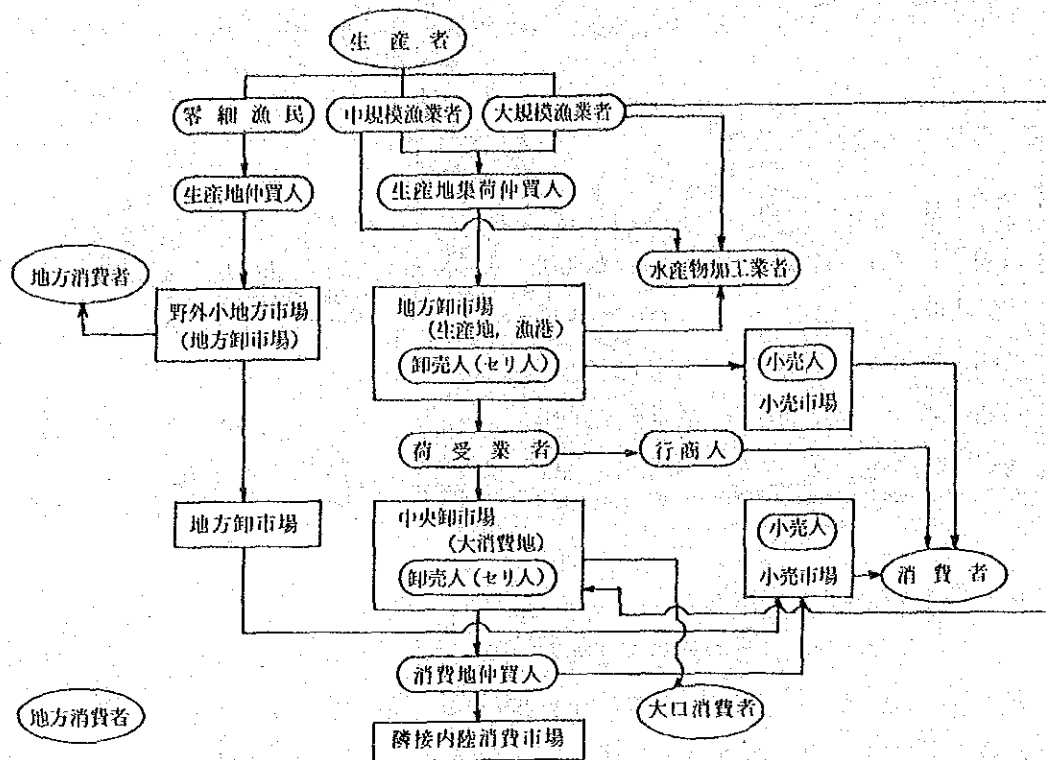 生産者
零細漁民
中規模漁業者
大規模漁業者
生産地仲買人
生産地集荷仲買人
水産物加工業者
地方消費者
野外小地方市場
(地方卸市場)
地方卸市場
(生産地,漁港)
卸売人(セリ人)
小売人
小売市場
荷受業者
行商人
地方卸市場
中央卸市場
(大消費地)
卸売人(セリ人)
小売人
小売市場
消費者
消費地仲買人
大口消費者
地方消費者
隣接内陸消費市場